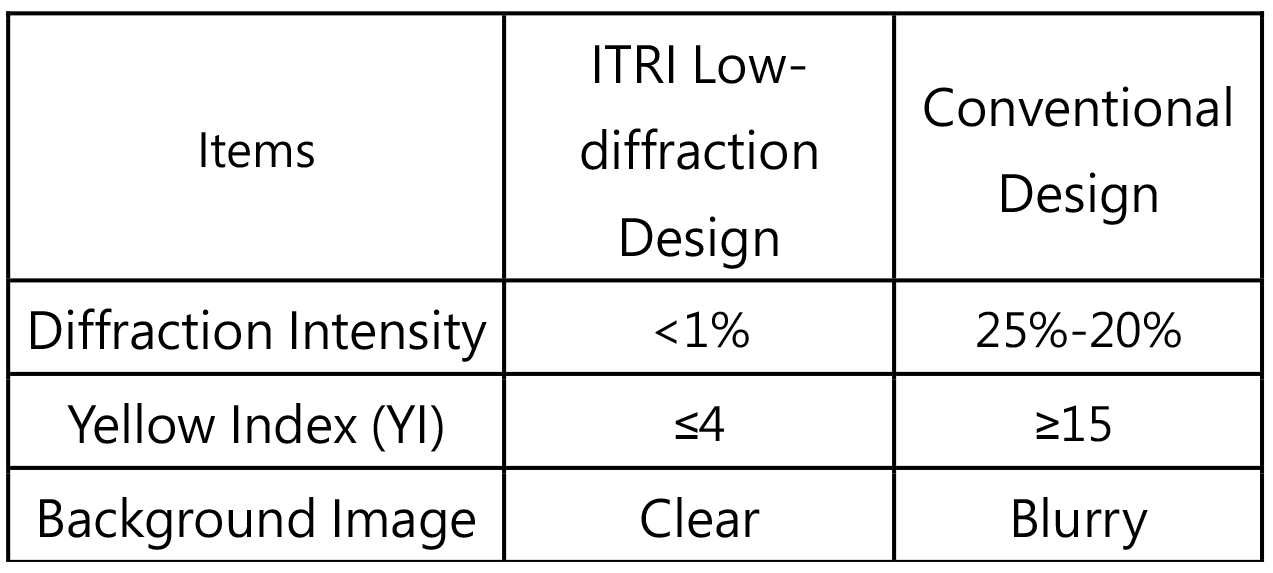 Items
ITRI Low-
diffraction
Design
Conventional
Design
Diffraction Intensity
<1%
25%-20%
Yellow Index (YI)
≤4
≥15
Background Image
Clear
Blurry